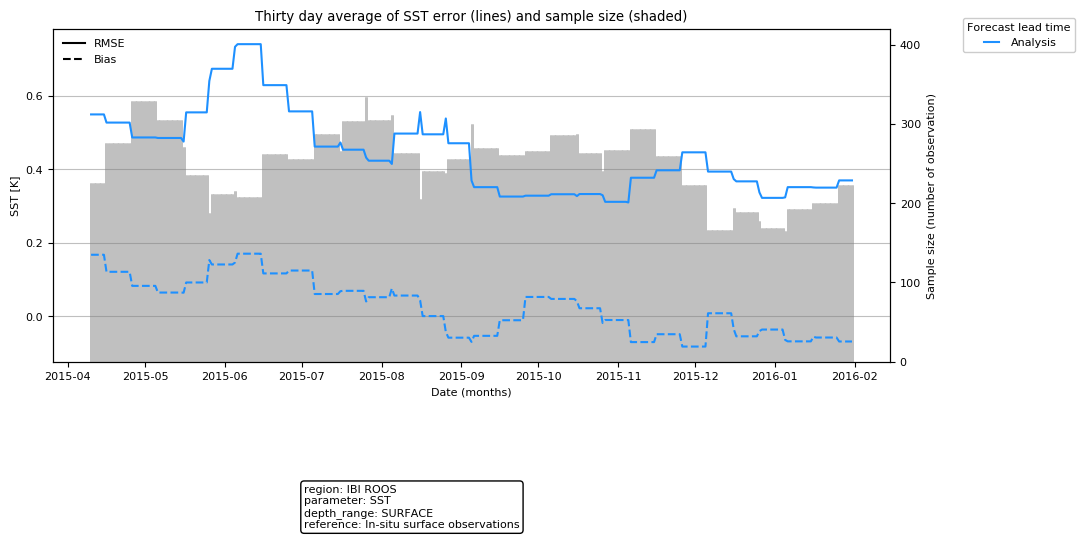 Thirty day average of SST error (lines) and sample size (shaded)
Forecast lead time
Analysis
RMSE
Bias
SST [K]
0.6
0.4
0.2
0.0
400
300
200
100
0
Sample size (number of observation)
2015-04 2015-05 2015-06 2015-07 2015-08 2015-09 2015-10 2015-11 2015-12 2016-01 2016-02
Date (months)
region: IBI ROOS
parameter: SST
depth_range: SURFACE
reference: In-situ surface observations